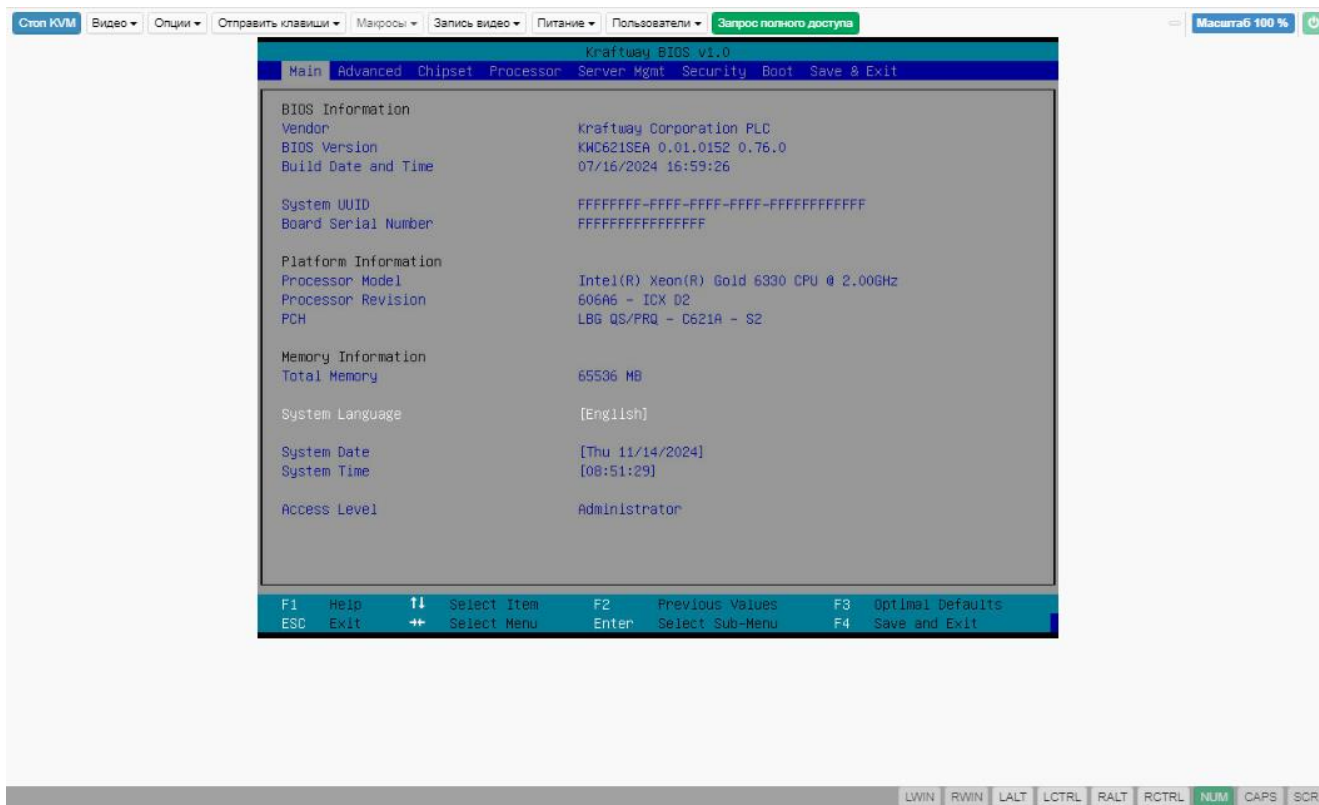 Стоп KVM Видео Опции Отправить клавиши Макросы Запись видео Питание Пользователи Запрос полного доступа Масштаб 100 %
Kraftway BIOS v1.0
Main Advanced Chipset Processor Server Mgmt Security Boot Save & Exit
BIOS Information
Vendor Kraftway Corporation PLC
BIOS Version KWC621SEA 0.01.0152 0.76.0
Build Date and Time 07/16/2024 16:59:26
System UUID FFFFFFFF-FFFF-FFFF-FFFF-FFFFFFFFFFFF
Board Serial Number FFFFFFFFFFFFFFFF
Platform Information
Processor Model Intel(R) Xeon(R) Gold 6330 CPU @ 2.00GHz
Processor Revision 606A6 - ICX D2
PCH LBG QS/PRQ - C621A - S2
Memory Information
Total Memory 65536 MB
System Language [English]
System Date [Thu 11/14/2024]
System Time [08:51:29]
Access Level Administrator
F1 Help ↑↓ Select Item F2 Previous Values F3 Optimal Defaults
ESC Exit →← Select Menu Enter Select Sub-Menu F4 Save and Exit
LWIN RWIN LALT LCTRL RALT RCTRL NUM CAPS SCR